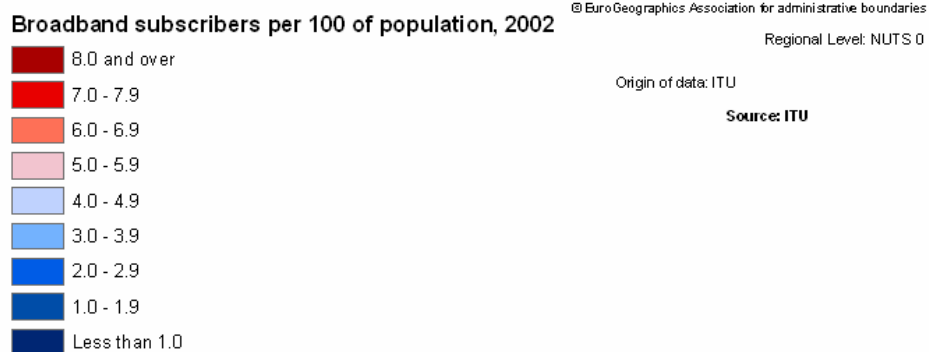 Broadband subscribers per 100 of population, 2002
8.0 and over
7.0 - 7.9
6.0 - 6.9
5.0 - 5.9
4.0 - 4.9
3.0 - 3.9
2.0 - 2.9
1.0 - 1.9
Less than 1.0
© EuroGeographics Association for administrative boundaries
Regional Level: NUTS 0
Origin of data: ITU
Source: ITU